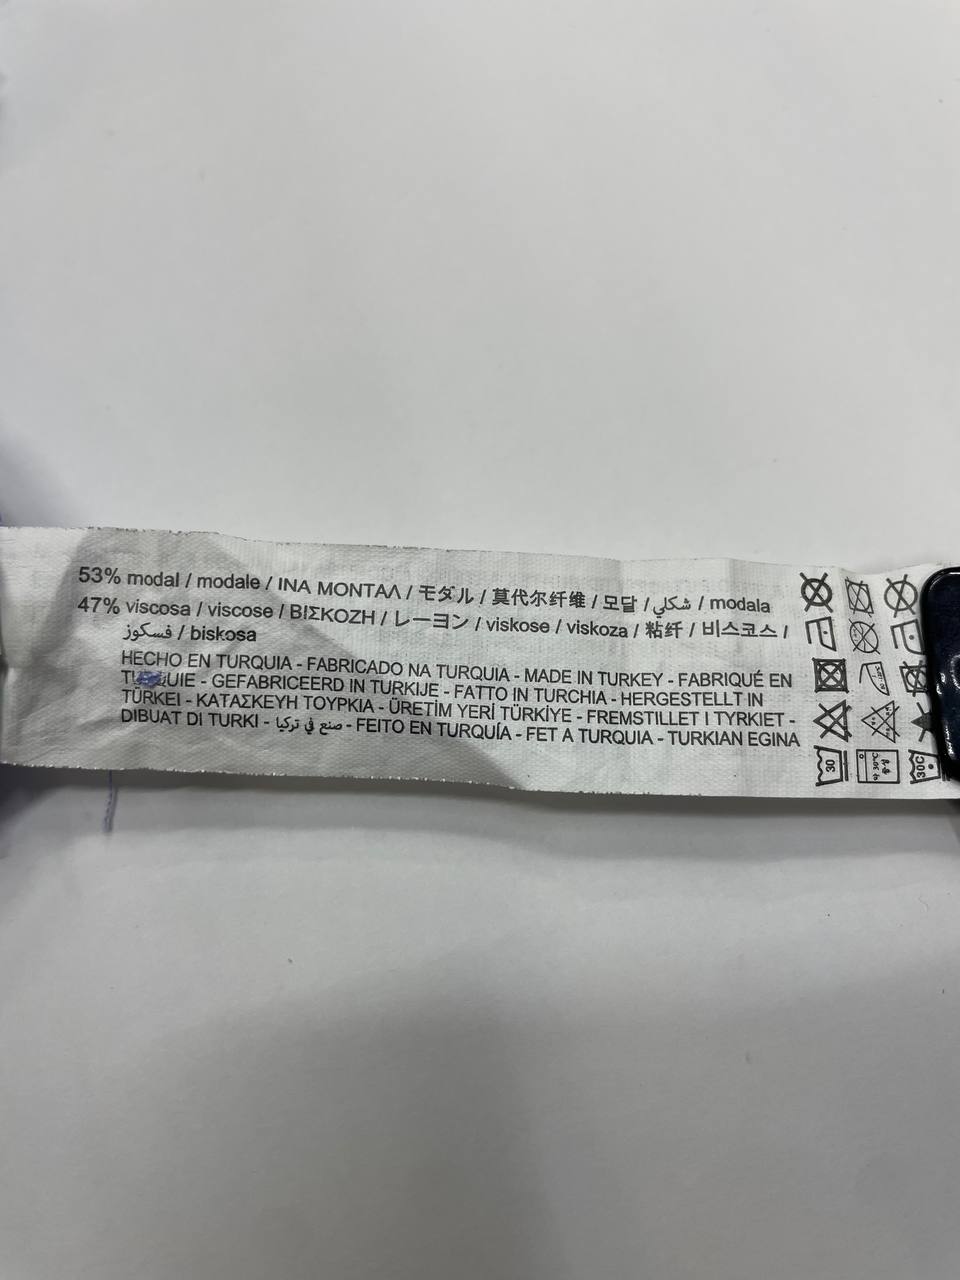 53% modal / modale / ΙΝΑ ΜΟΝΤΑΛ / モダル / 莫代尔纤维 / 모달 / شكلي / modala
47% viscosa / viscose / ΒΙΣΚΟΖΗ / レーヨン / viskose / viskoza / 粘纤 / 비스코스 /
فسكوز / biskosa
HECHO EN TURQUIA - FABRICADO NA TURQUIA - MADE IN TURKEY - FABRIQUÉ EN
- GEFABRICEERD IN TURKIJE - FATTO IN TURCHIA - HERGESTELLT IN
TÜRKEI - ΚΑΤΑΣΚΕΥΗ ΤΟΥΡΚΙΑ - ÜRETİM YERİ TÜRKİYE - FREMSTILLET I TYRKIET -
DIBUAT DI TURKI - صنع في تركيا - FEITO EN TURQUÍA - FET A TURQUIA - TURKIAN EGINA
30
30C